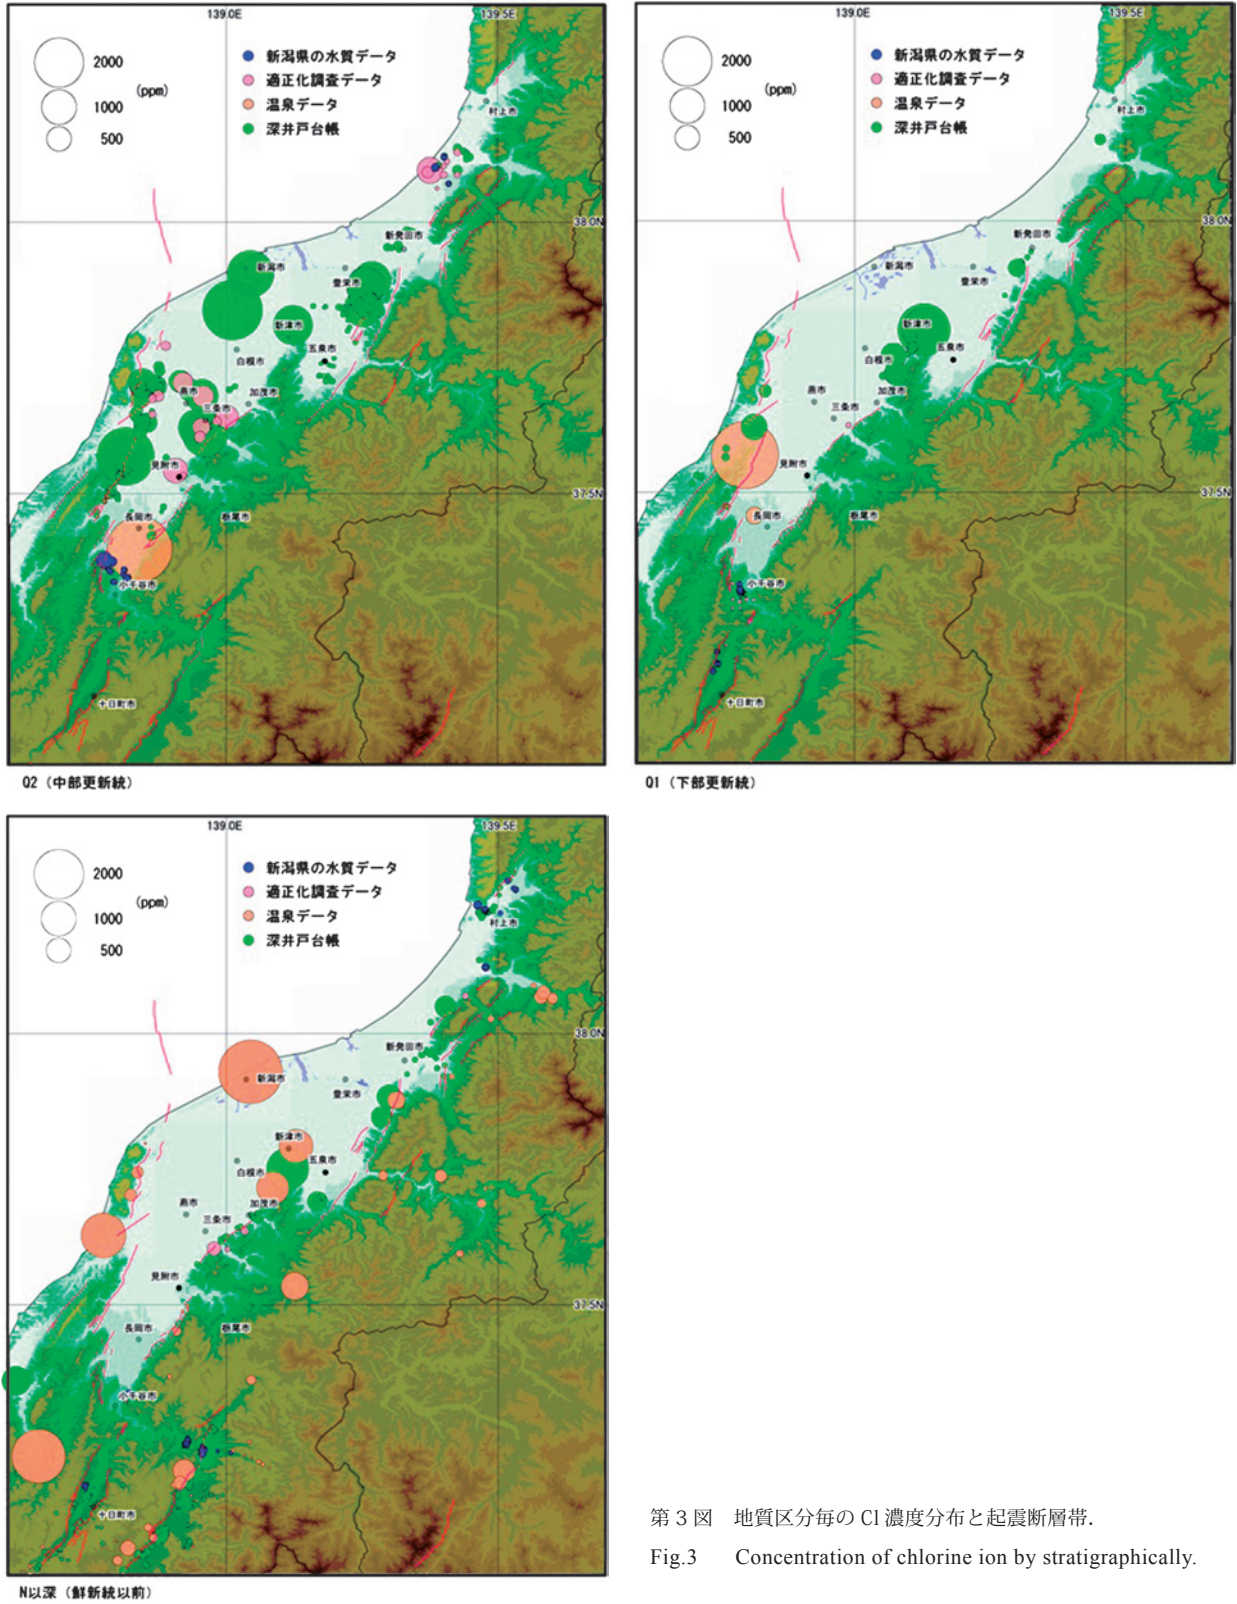 139.0E
139.5E
2000
1000
500
(ppm)
新潟県の水質データ
適正化調査データ
温泉データ
深井戸台帳
村上市
38.0N
新発田市
新潟市
豊栄市
新津市
五泉市
白根市
燕市
加茂市
三条市
見附市
37.5N
長岡市
栃尾市
小千谷市
十日町市
Q2（中部更新統）
139.0E
139.5E
2000
1000
500
(ppm)
新潟県の水質データ
適正化調査データ
温泉データ
深井戸台帳
村上市
38.0N
新発田市
新潟市
豊栄市
新津市
五泉市
白根市
燕市
加茂市
三条市
見附市
37.5N
長岡市
栃尾市
小千谷市
十日町市
Q1（下部更新統）
139.0E
139.5E
2000
1000
500
(ppm)
新潟県の水質データ
適正化調査データ
温泉データ
深井戸台帳
村上市
38.0N
新発田市
新潟市
豊栄市
新津市
五泉市
白根市
燕市
加茂市
三条市
見附市
37.5N
長岡市
栃尾市
小千谷市
十日町市
N以深（鮮新統以前）
第 3 図　地質区分毎の Cl 濃度分布と起震断層帯．
Fig.3　Concentration of chlorine ion by stratigraphically.